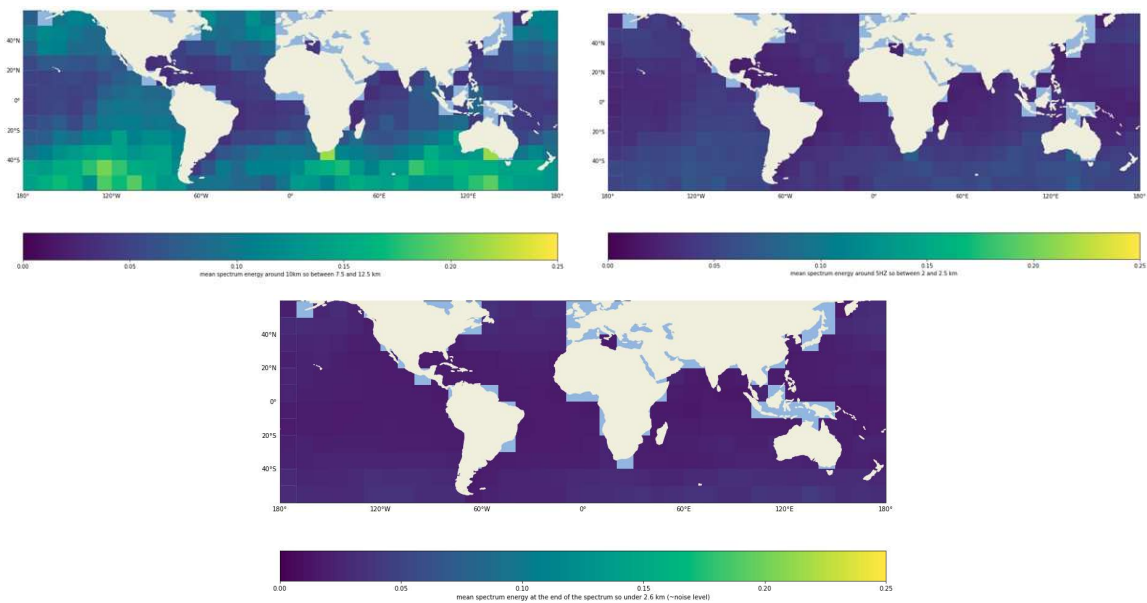 40°N
20°N
0°
20°S
40°S
180° 120°W 60°W 0° 60°E 120°E 180°
0.00 0.05 0.10 0.15 0.20 0.25
mean spectrum energy around 10km so between 7.5 and 12.5 km
40°N
20°N
0°
20°S
40°S
180° 120°W 60°W 0° 60°E 120°E 180°
0.00 0.05 0.10 0.15 0.20 0.25
mean spectrum energy around 5HZ so between 2 and 2.5 km
40°N
20°N
0°
20°S
40°S
180° 120°W 60°W 0° 60°E 120°E 180°
0.00 0.05 0.10 0.15 0.20 0.25
mean spectrum energy at the end of the spectrum so under 2.6 km (~noise level)